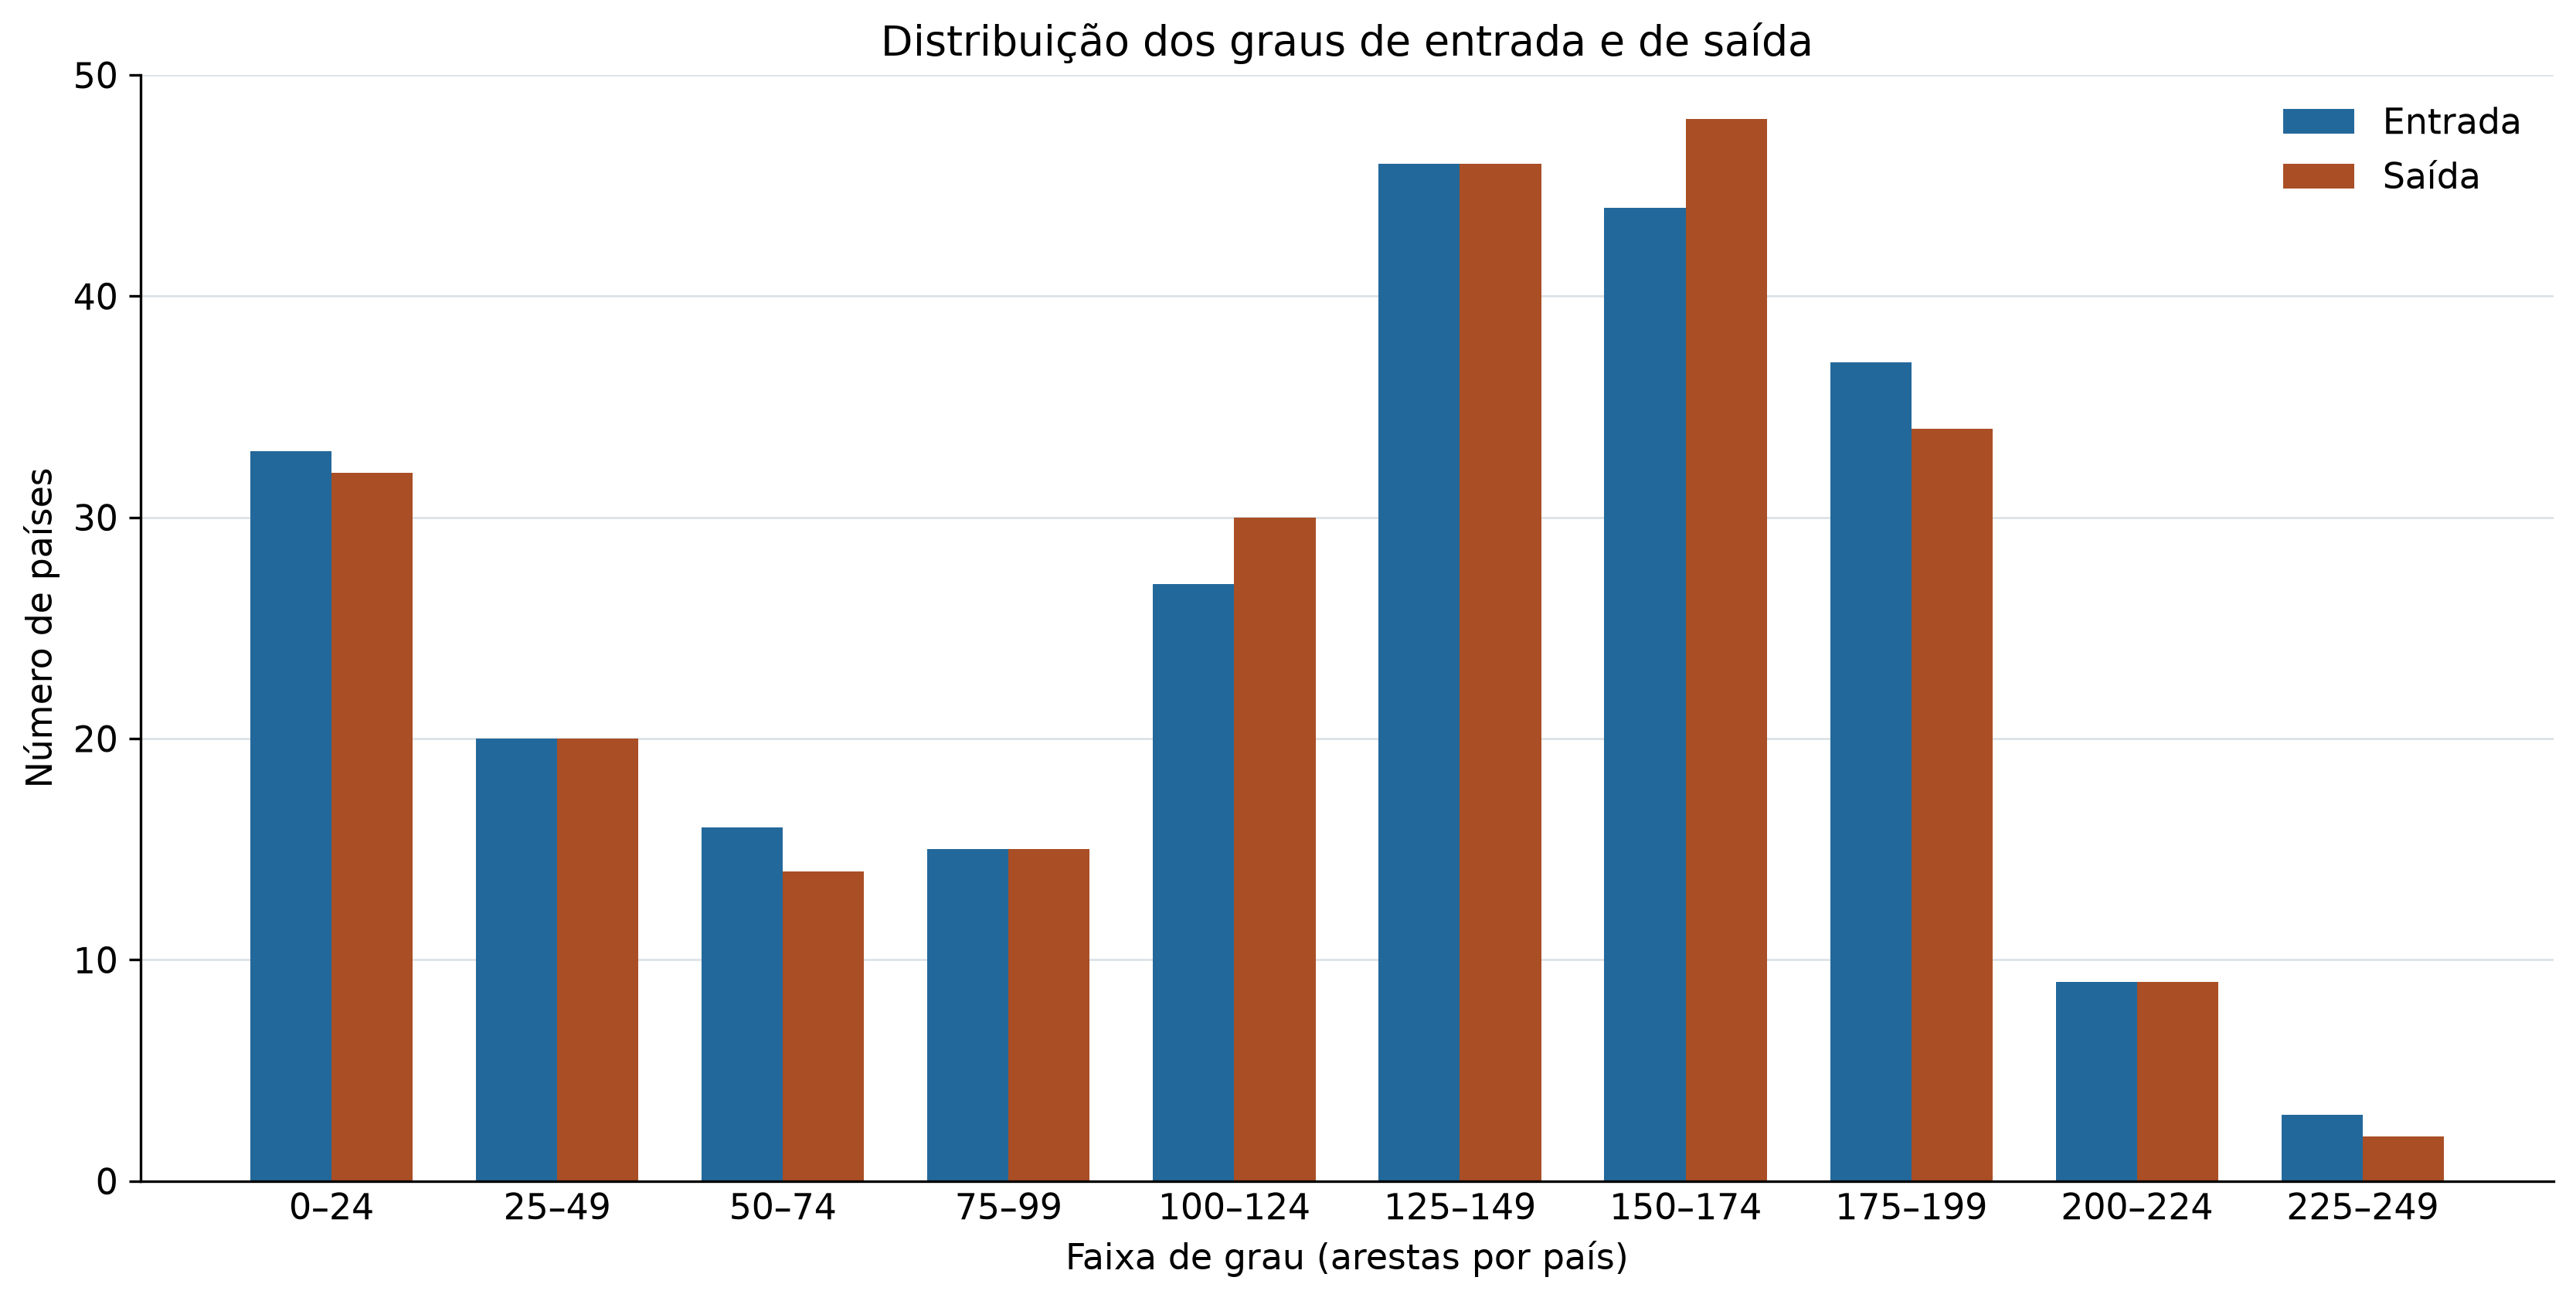 Distribuição dos graus de entrada e de saída
Entrada
Saída
Número de países
50
40
30
20
10
0
0–24 25–49 50–74 75–99 100–124 125–149 150–174 175–199 200–224 225–249
Faixa de grau (arestas por país)